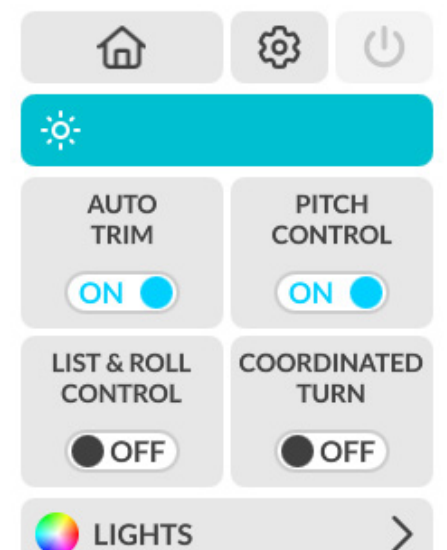 AUTO
TRIM
ON
PITCH
CONTROL
ON
LIST & ROLL
CONTROL
OFF
COORDINATED
TURN
OFF
LIGHTS